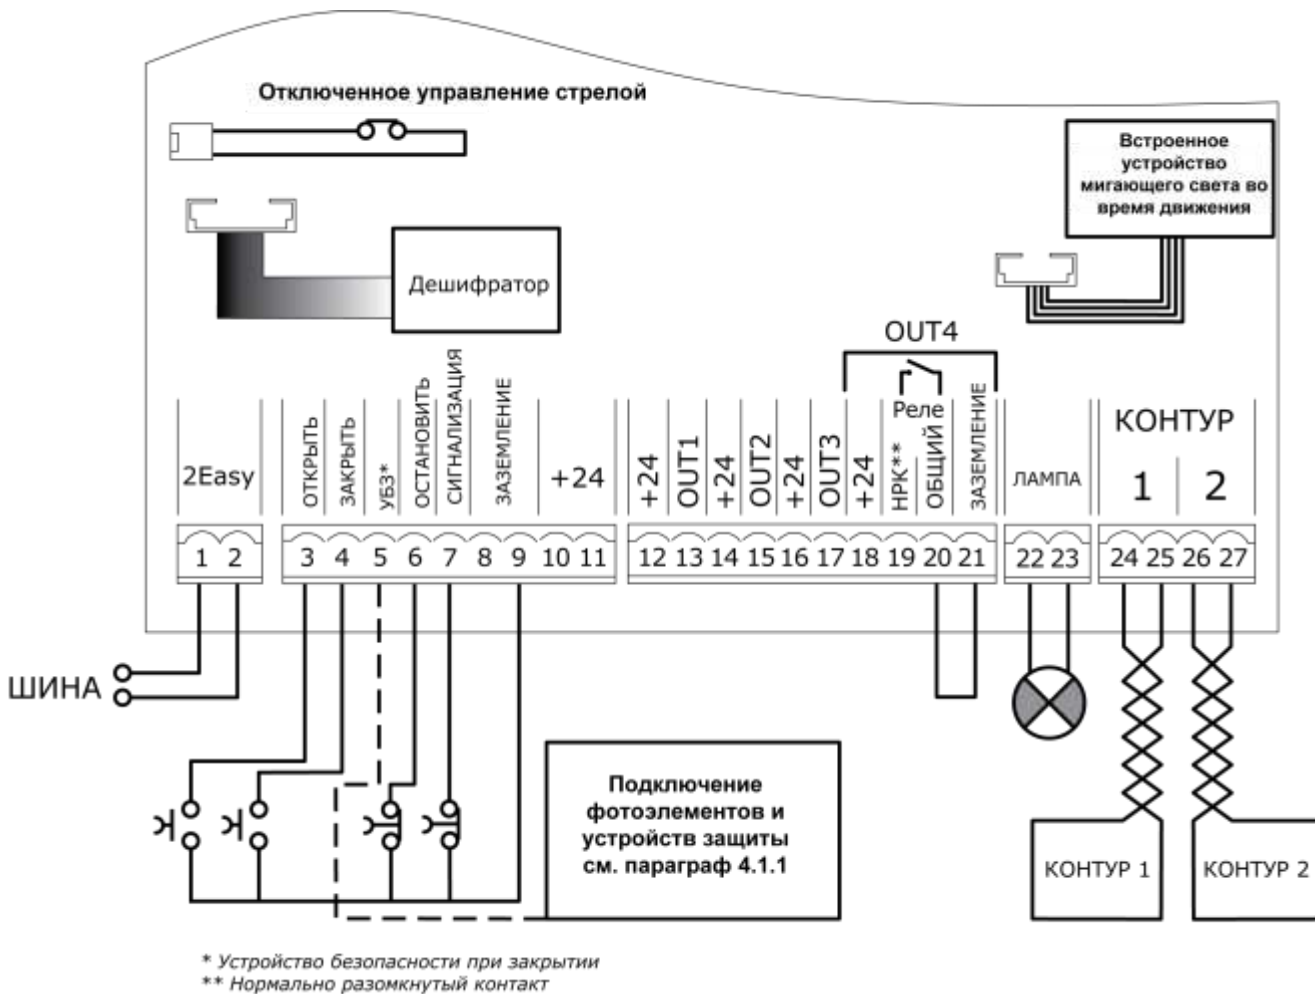 Отключенное управление стрелой
Встроенное
устройство
мигающего света во
время движения
Дешифратор
OUT4
Реле
2Easy
ОТКРЫТЬ
ЗАКРЫТЬ
УБЗ*
ОСТАНОВИТЬ
СИГНАЛИЗАЦИЯ
ЗАЗЕМЛЕНИЕ
+24
+24
OUT1
+24
OUT2
+24
OUT3
+24
НРК**
ОБЩИЙ
ЗАЗЕМЛЕНИЕ
ЛАМПА
КОНТУР
1 2
1 2 3 4 5 6 7 8 9 10 11 12 13 14 15 16 17 18 19 20 21 22 23 24 25 26 27
ШИНА
Подключение
фотоэлементов и
устройств защиты
см. параграф 4.1.1
КОНТУР 1
КОНТУР 2
* Устройство безопасности при закрытии
** Нормально разомкнутый контакт